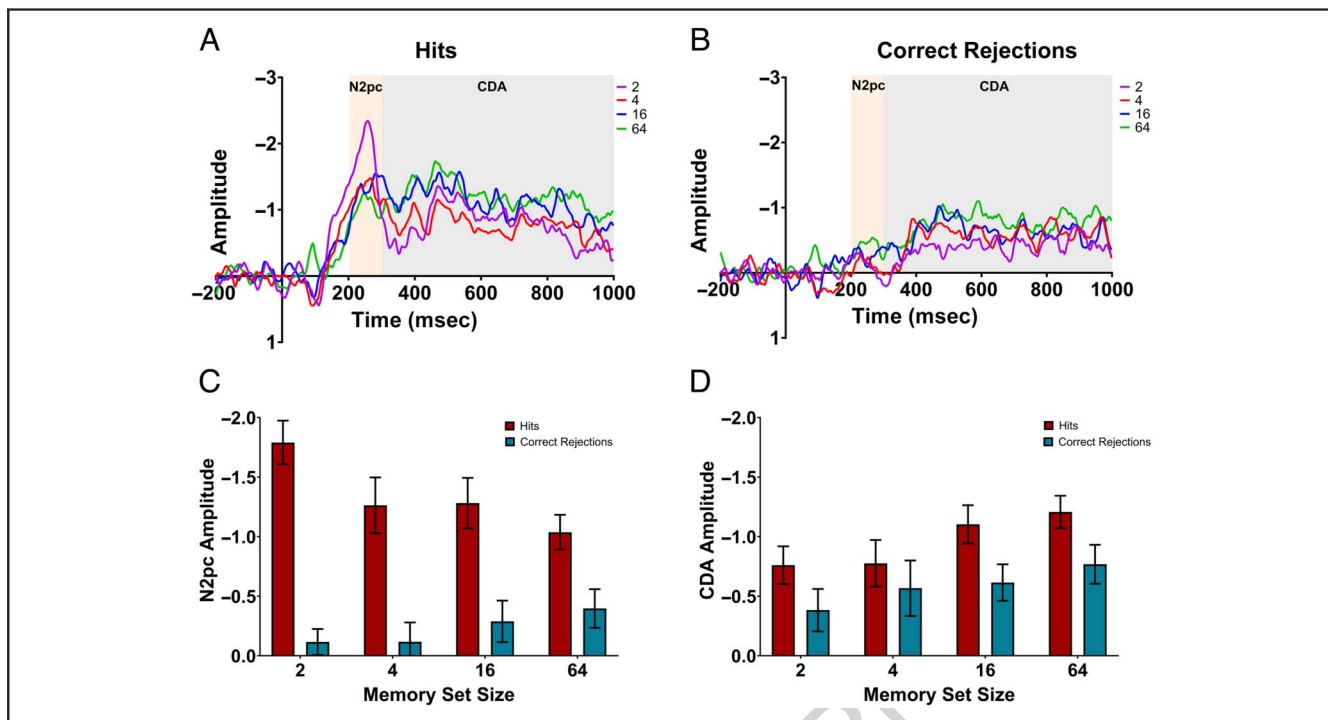 A
Hits
–3
–2
–1
1
Amplitude
N2pc
CDA
2
4
16
64
–200
200
400
600
800
1000
Time (msec)
B
Correct Rejections
–3
–2
–1
1
Amplitude
N2pc
CDA
2
4
16
64
–200
200
400
600
800
1000
Time (msec)
C
–2.0
–1.5
–1.0
–0.5
0.0
N2pc Amplitude
Hits
Correct Rejections
2
4
16
64
Memory Set Size
D
–2.0
–1.5
–1.0
–0.5
0.0
CDA Amplitude
Hits
Correct Rejections
2
4
16
64
Memory Set Size